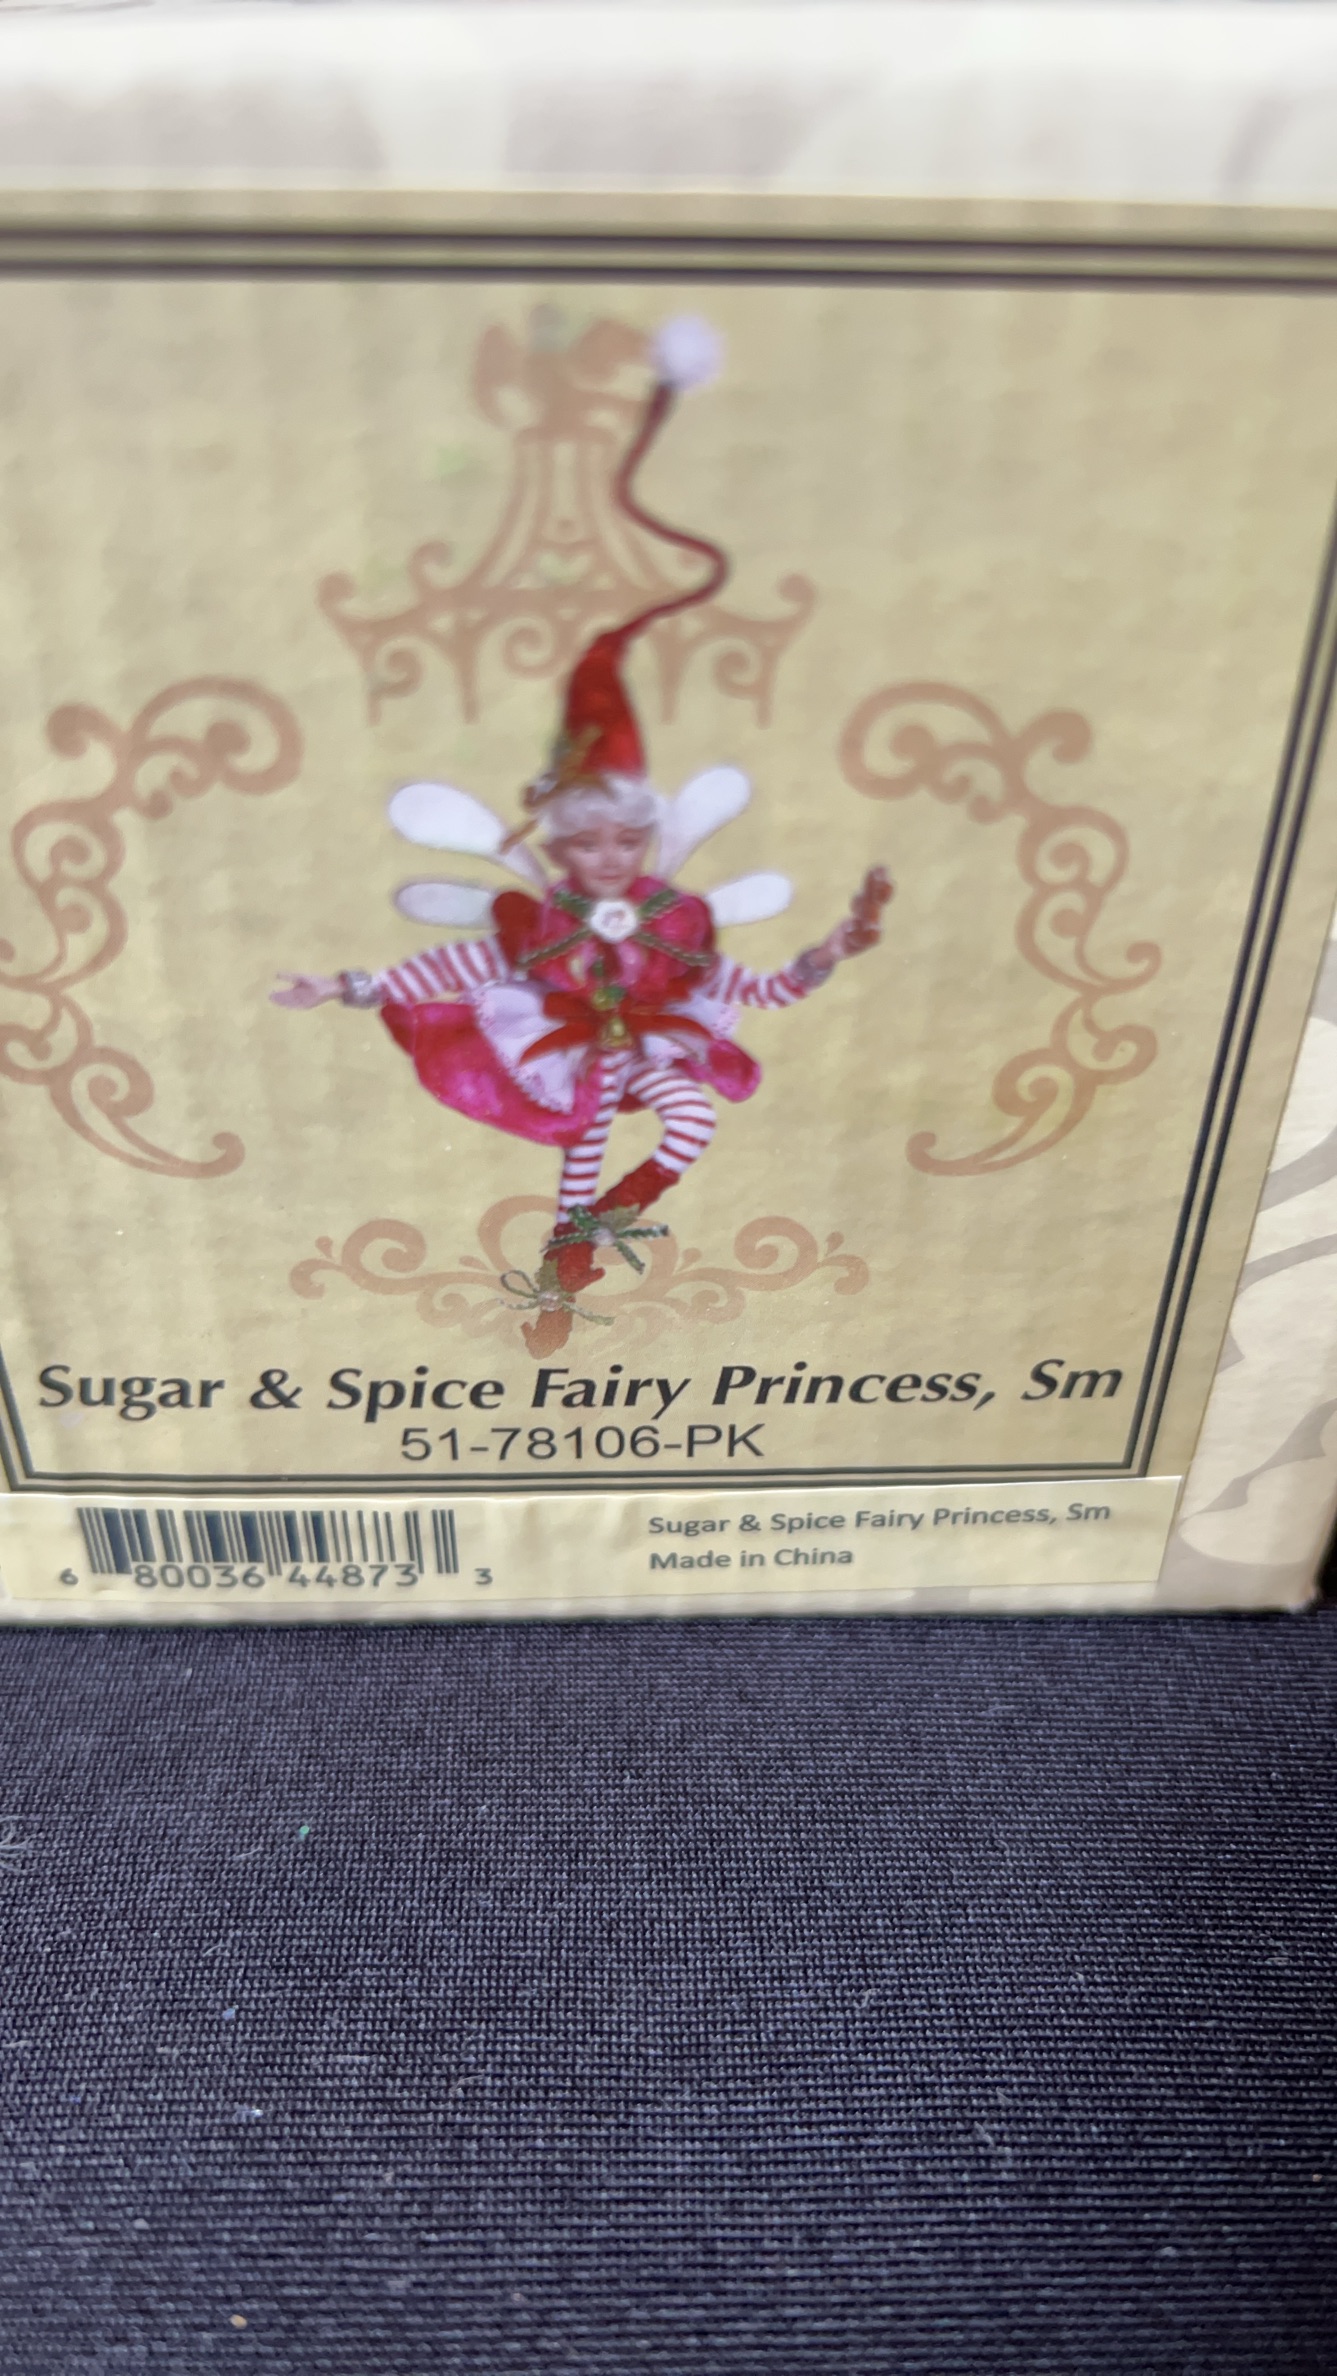 Sugar & Spice Fairy Princess, Sm
51-78106-PK
6 80036 44873 3
Sugar & Spice Fairy Princess, Sm
Made in China